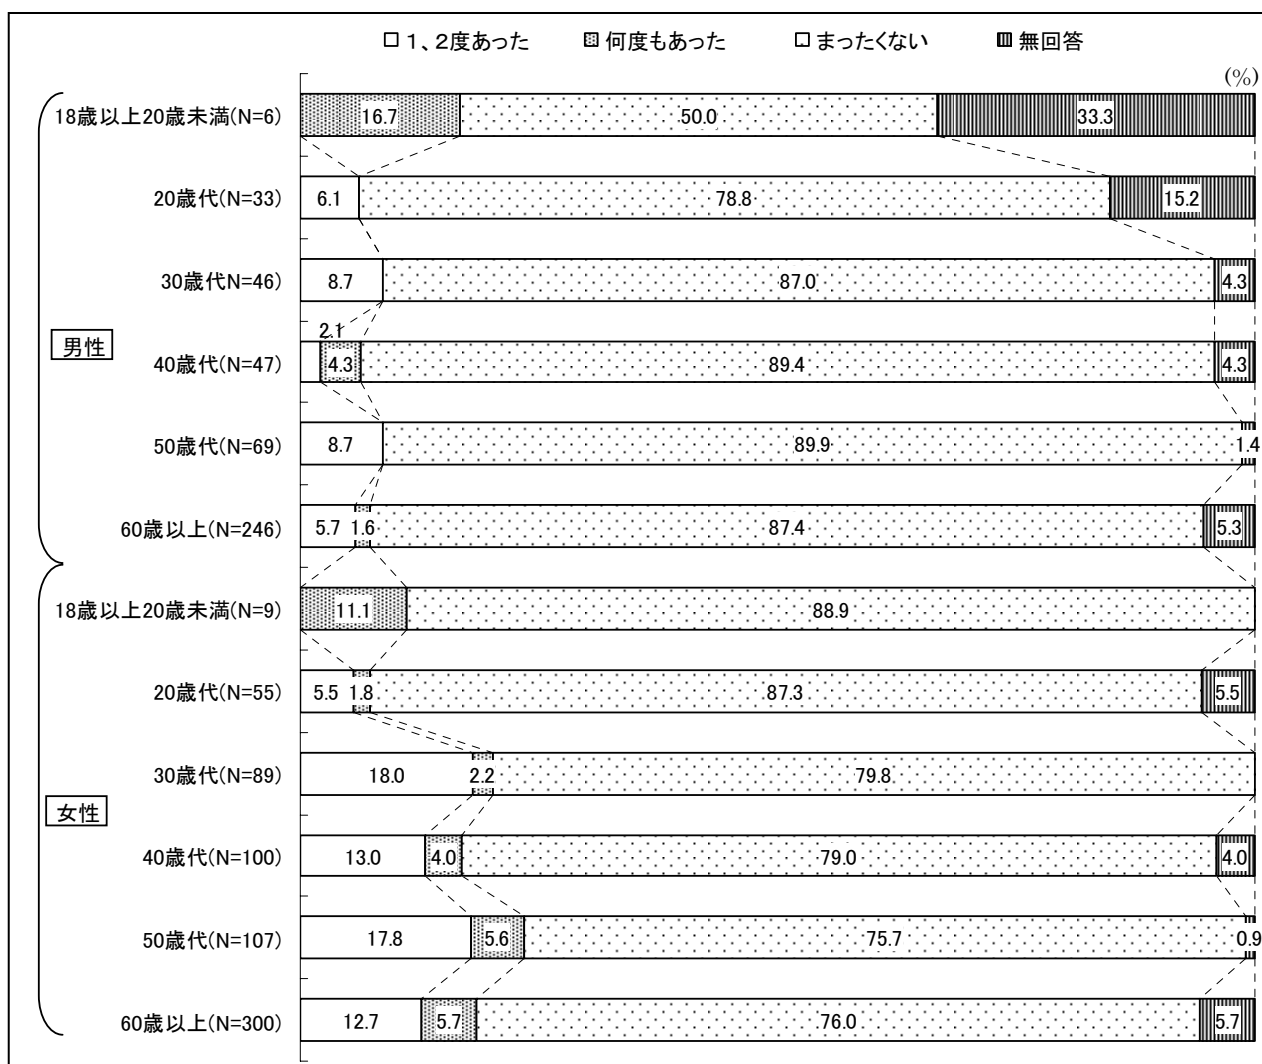 １、２度あった 何度もあった まったくない 無回答
(%)
18歳以上20歳未満(N=6) 16.7 50.0 33.3
20歳代(N=33) 6.1 78.8 15.2
30歳代N=46) 8.7 87.0 4.3
2.1
男性
40歳代(N=47) 4.3 89.4 4.3
50歳代(N=69) 8.7 89.9 1.4
60歳以上(N=246) 5.7 1.6 87.4 5.3
18歳以上20歳未満(N=9) 11.1 88.9
20歳代(N=55) 5.5 1.8 87.3 5.5
30歳代(N=89) 18.0 2.2 79.8
女性
40歳代(N=100) 13.0 4.0 79.0 4.0
50歳代(N=107) 17.8 5.6 75.7 0.9
60歳以上(N=300) 12.7 5.7 76.0 5.7